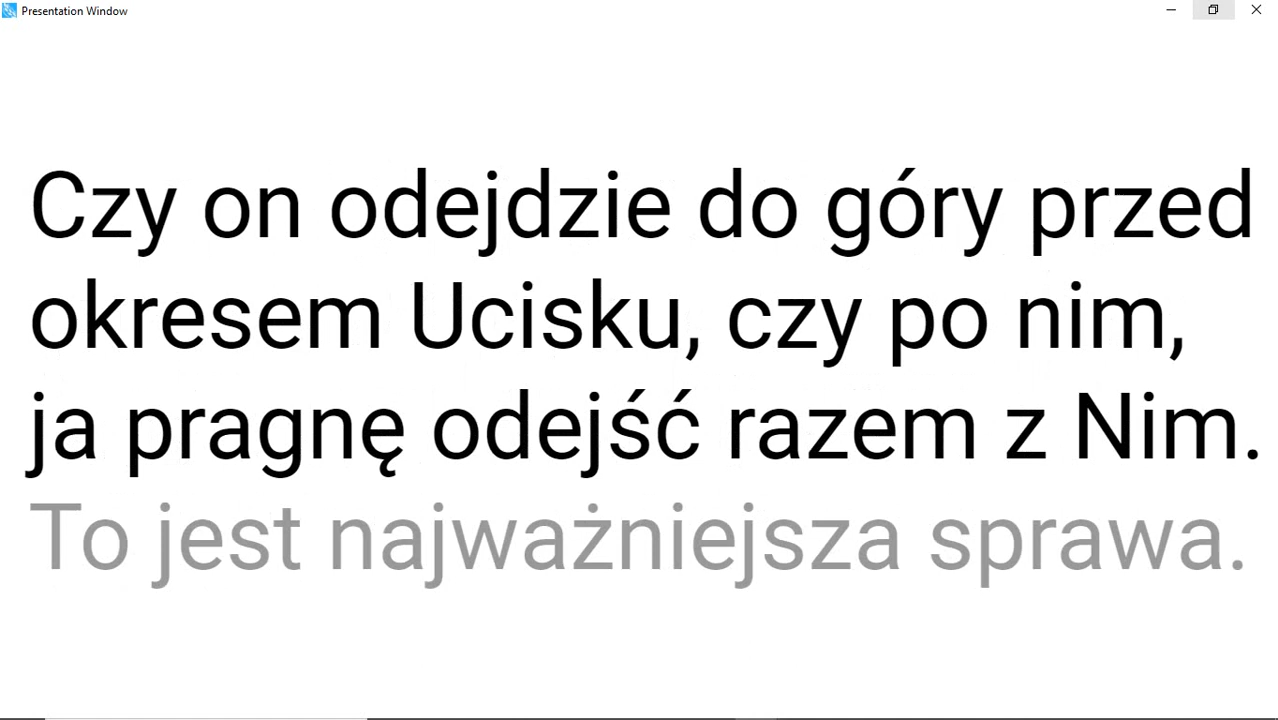 Presentation Window
Czy on odejdzie do góry przed
okresem Ucisku, czy po nim,
ja pragnę odejść razem z Nim.
To jest najważniejsza sprawa.